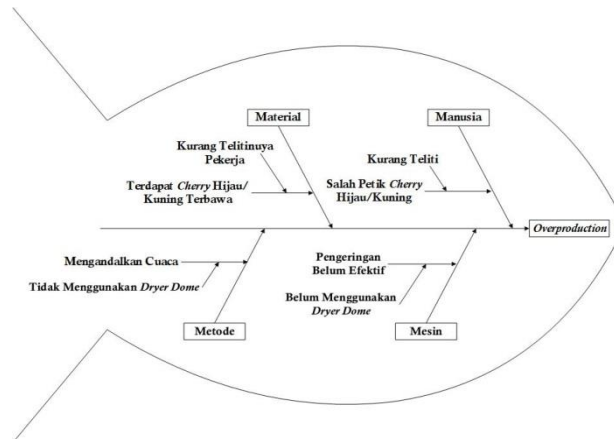 Material
Manusia
Kurang Telitinuya
Pekerja
Terdapat Cherry Hijau/
Kuning Terbawa
Kurang Teliti
Salah Petik Cherry
Hijau/Kuning
Overproduction
Mengandalkan Cuaca
Tidak Menggunakan Dryer Dome
Pengeringan
Belum Efektif
Belum Menggunakan
Dryer Dome
Metode
Mesin